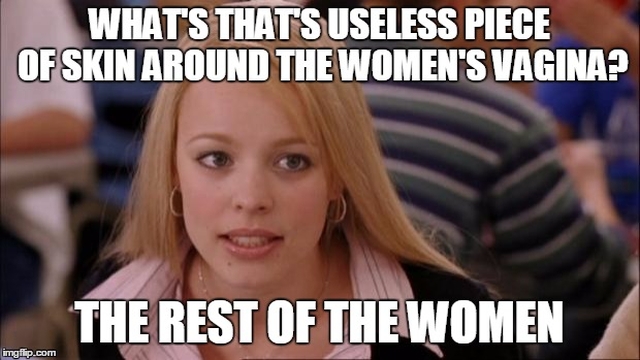 WHAT'S THAT'S USELESS PIECE
OF SKIN AROUND THE WOMEN'S VAGINA?
THE REST OF THE WOMEN
imgflip.com